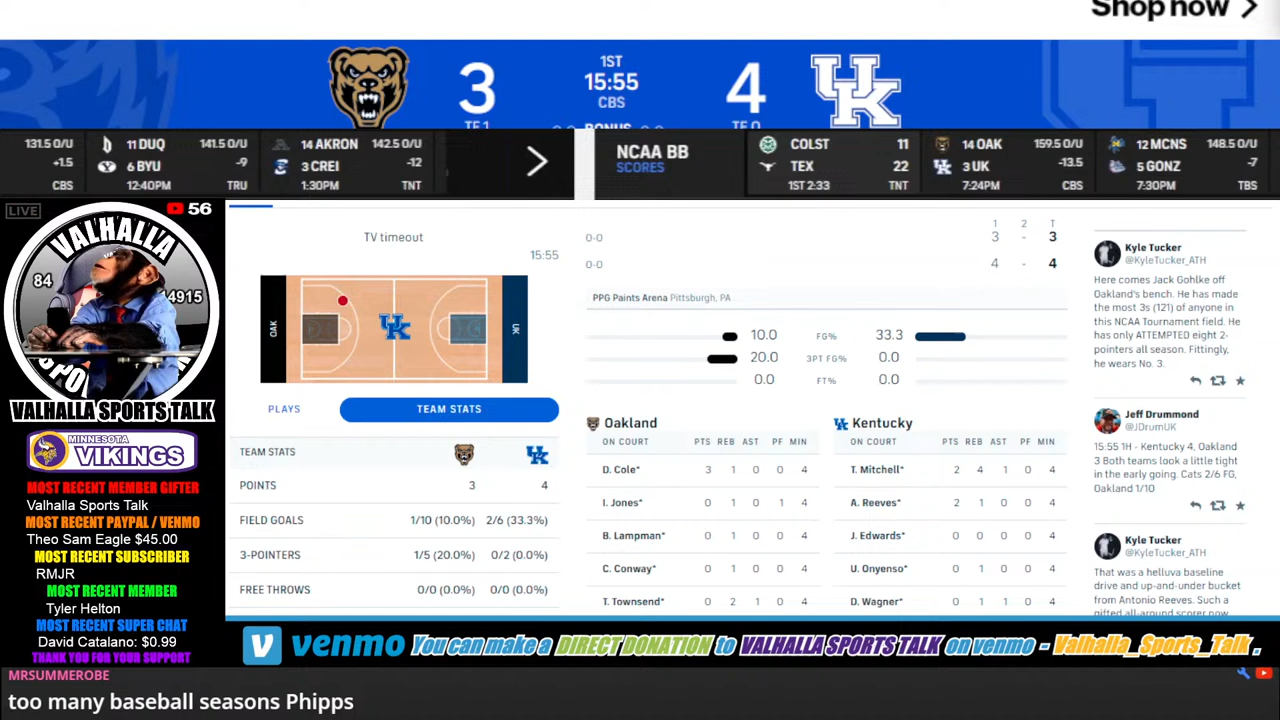 Shop now >
3
1ST
15:55
CBS
4
UK
TF 1
BONUS
TF 0
131.5 O/U
+1.5
CBS
11 DUQ 141.5 O/U
6 BYU -9
12:40PM TRU
14 AKRON 142.5 O/U
3 CREI -12
1:30PM TNT
NCAA BB
SCORES
COLST 11
TEX 22
1ST 2:33 TNT
14 OAK 159.5 O/U
3 UK -13.5
7:24PM CBS
12 MCNS 148.5 O/U
5 GONZ -7
7:30PM TBS
LIVE
56
VALHALLA
84
4915
VALHALLA SPORTS TALK
MINNESOTA
VIKINGS
MOST RECENT MEMBER GIFTER
Valhalla Sports Talk
MOST RECENT PAYPAL / VENMO
Theo Sam Eagle $45.00
MOST RECENT SUBSCRIBER
RMJR
MOST RECENT MEMBER
Tyler Helton
MOST RECENT SUPER CHAT
David Catalano: $0.99
THANK YOU FOR YOUR SUPPORT
TV timeout
15:55
OAK
UK
UK
PLAYS
TEAM STATS
TEAM STATS
POINTS 3 4
FIELD GOALS 1/10 (10.0%) 2/6 (33.3%)
3-POINTERS 1/5 (20.0%) 0/2 (0.0%)
FREE THROWS 0/0 (0.0%) 0/0 (0.0%)
1 2 T
0-0 3 - 3
0-0 4 - 4
PPG Paints Arena Pittsburgh, PA
10.0 FG% 33.3
20.0 3PT FG% 0.0
0.0 FT% 0.0
Oakland
ON COURT PTS REB AST PF MIN
D. Cole* 3 1 0 0 4
I. Jones* 0 1 0 1 4
B. Lampman* 0 1 0 0 4
C. Conway* 0 1 0 0 4
T. Townsend* 0 2 1 0 4
Kentucky
ON COURT PTS REB AST PF MIN
T. Mitchell* 2 4 1 0 4
A. Reeves* 2 1 0 0 4
J. Edwards* 0 0 0 0 4
U. Onyenso* 0 1 0 0 4
D. Wagner* 0 1 1 0 4
Kyle Tucker
@KyleTucker_ATH
Here comes Jack Gohlke off
Oakland's bench. He has made
the most 3s (121) of anyone in
this NCAA Tournament field. He
has only ATTEMPTED eight 2-
pointers all season. Fittingly,
he wears No. 3.
Jeff Drummond
@JDrumUK
15:55 1H - Kentucky 4, Oakland
3 Both teams look a little tight
in the early going. Cats 2/6 FG,
Oakland 1/10
Kyle Tucker
@KyleTucker_ATH
That was a helluva baseline
drive and up-and-under bucket
from Antonio Reeves. Such a
gifted all-around scorer now
venmo You can make a DIRECT DONATION to VALHALLA SPORTS TALK on venmo - Valhalla_Sports_Talk .
MRSUMMEROBE
too many baseball seasons Phipps